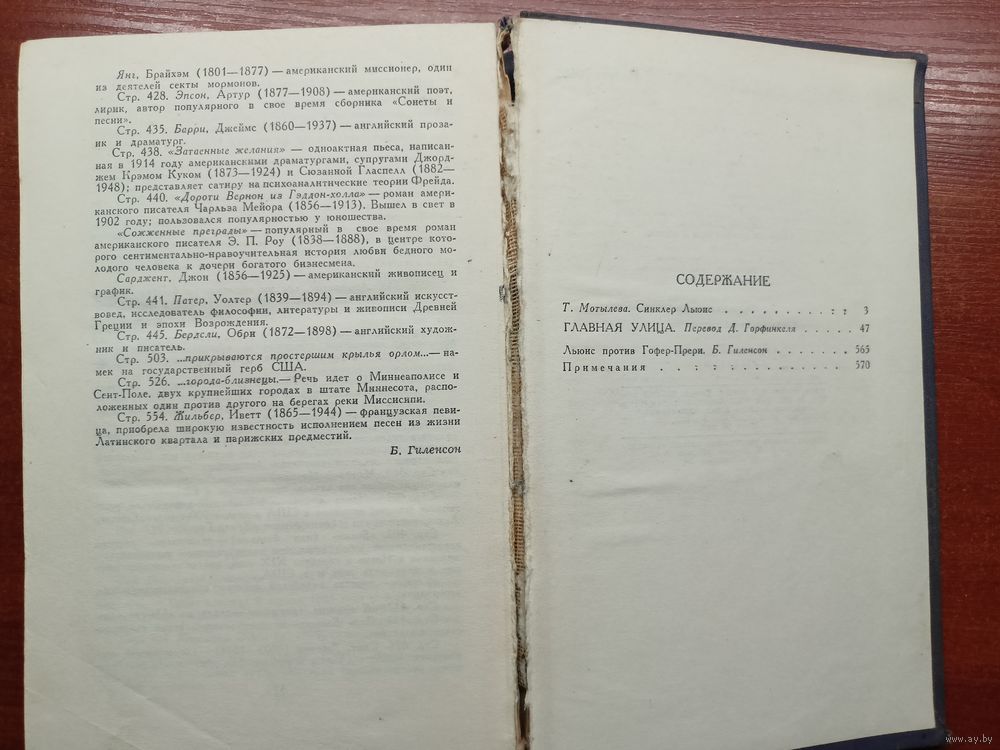 Янг, Брайхэм (1801—1877) — американский миссионер, один
из деятелей секты мормонов.
Стр. 428. Эпсон, Артур (1877—1908) — американский поэт,
лирик, автор популярного в свое время сборника «Сонеты и
песни».
Стр. 435. Барри, Джеймс (1860—1937) — английский проза-
ик и драматург.
Стр. 438. «Затаенные желания» — одноактная пьеса, написан-
ная в 1914 году американскими драматургами, супругами Джорд-
жем Крэмом Куком (1873—1924) и Сюзанной Гласпелл (1882—
1948); представляет сатиру на психоаналитические теории Фрейда.
Стр. 440. «Дороти Вернон из Гэддон-холла» — роман амери-
канского писателя Чарльза Мейора (1856—1913). Вышел в свет в
1902 году; пользовался популярностью у юношества.
«Сожженные преграды» — популярный в свое время роман
американского писателя Э. П. Роу (1838—1888), в центре кото-
рого сентиментально-нравоучительная история любви бедного мо-
лодого человека к дочери богатого бизнесмена.
Сарджент, Джон (1856—1925) — американский живописец и
график.
Стр. 441. Патер, Уолтер (1839—1894) — английский искусст-
вовед, исследователь философии, литературы и живописи Древней
Греции и эпохи Возрождения.
Стр. 445. Бердсли, Обри (1872—1898) — английский худож-
ник и писатель.
Стр. 503. ...прикрываются простершим крылья орлом...— на-
мек на государственный герб США.
Стр. 526. ...города-близнецы.— Речь идет о Миннеаполисе и
Сент-Поле, двух крупнейших городах в штате Миннесота, распо-
ложенных один против другого на берегах реки Миссисипи.
Стр. 554. Жильбер, Иветт (1865—1944) — французская певи-
ца, приобрела широкую известность исполнением песен из жизни
Латинского квартала и парижских предместий.
Б. Гиленсон
СОДЕРЖАНИЕ
Т. Мотылева. Синклер Льюис . . . . . . . . . . 3
ГЛАВНАЯ УЛИЦА. Перевод Д. Горфинкеля . . . . 47
Льюис против Гофер-Прери. Б. Гиленсон . . . . . . . 565
Примечания . . . . . . . . . . . . . 570
www.ay.by